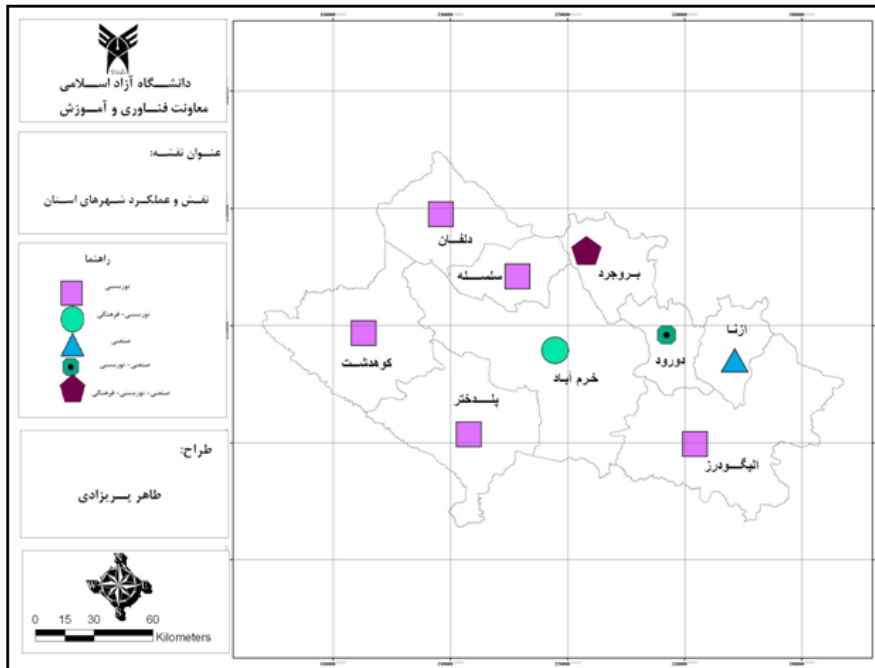 دانشگاه آزاد اسلامی
معاونت فناوری و آموزش
عنوان نقشه:
نقش و عملکرد شهرهای استان
راهنما
توریستی
توریستی-فرهنگی
صنعتی
صنعتی-توریستی
صنعتی-توریستی-فرهنگی
طراح:
طاهر پریزادی
0 15 30 60
Kilometers
دلفان
سلسله
بروجرد
کوهدشت
خرم آباد
دورود
ازنا
پلدختر
الیگودرز